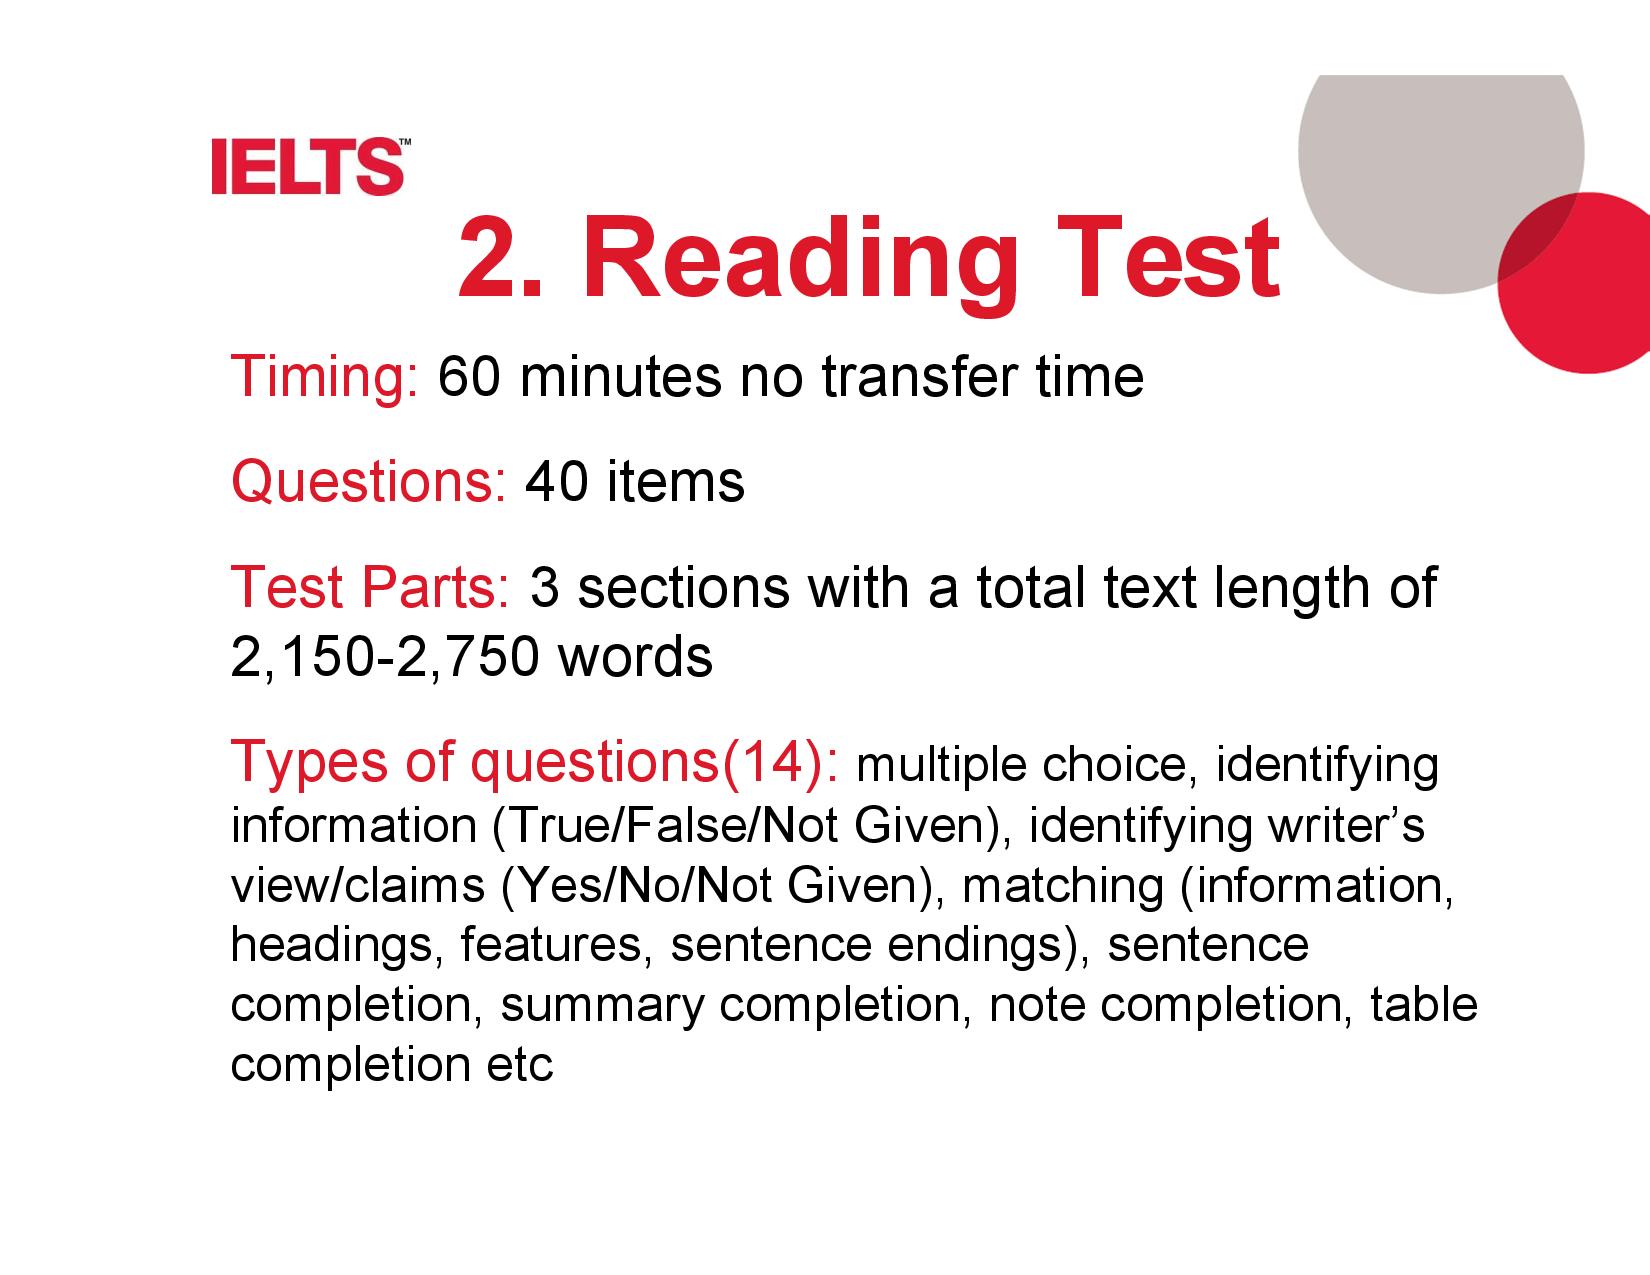 IELTS™
2. Reading Test
Timing: 60 minutes no transfer time
Questions: 40 items
Test Parts: 3 sections with a total text length of
2,150-2,750 words
Types of questions(14): multiple choice, identifying
information (True/False/Not Given), identifying writer’s
view/claims (Yes/No/Not Given), matching (information,
headings, features, sentence endings), sentence
completion, summary completion, note completion, table
completion etc